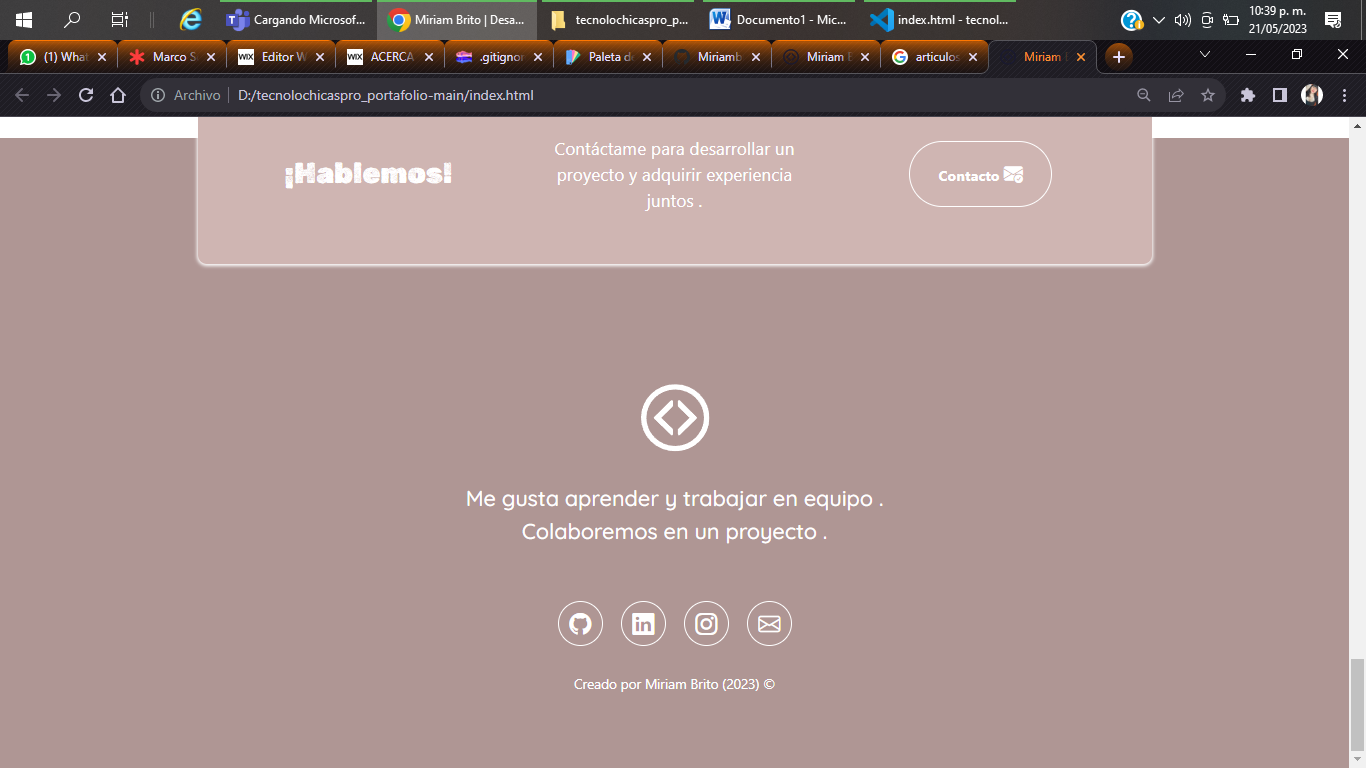 Cargando Microsof...
Miriam Brito | Desa...
tecnolochicaspro_p...
Documento1 - Mic...
index.html - tecnol...
10:39 p. m.
21/05/2023
(1) What
Marco S
Editor W
ACERCA
.gitignor
Paleta de
Miriamb
Miriam B
articulos
Miriam B
Archivo
D:/tecnolochicaspro_portafolio-main/index.html
¡Hablemos!
Contáctame para desarrollar un
proyecto y adquirir experiencia
juntos .
Contacto
Me gusta aprender y trabajar en equipo .
Colaboremos en un proyecto .
Creado por Miriam Brito (2023) ©